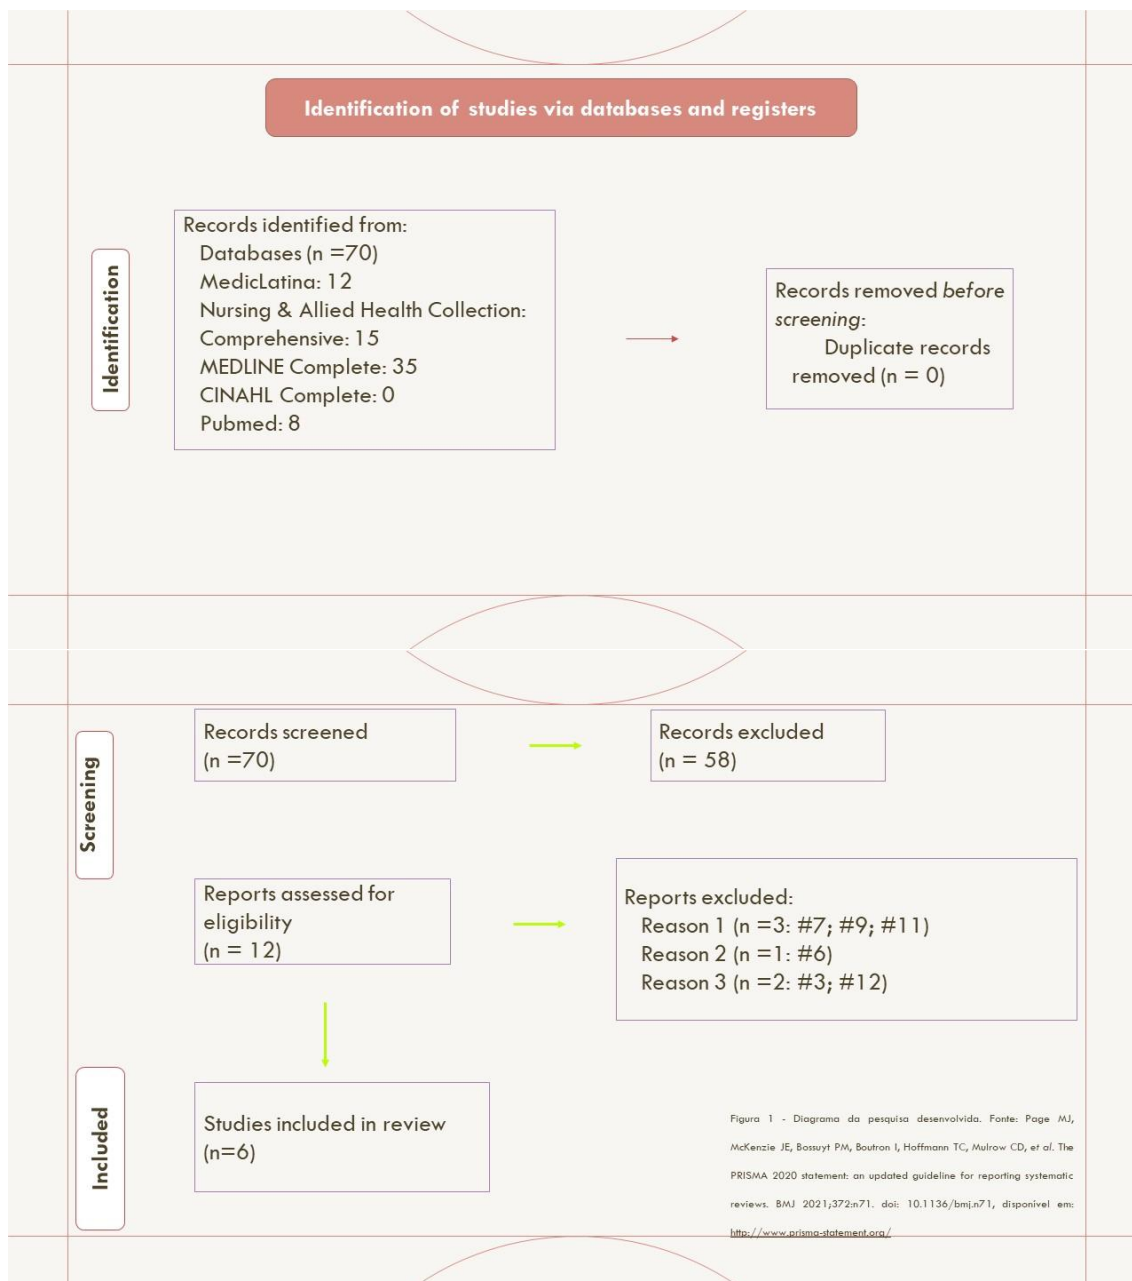 Identification of studies via databases and registers
Identification
Records identified from:
Databases (n =70)
MedicLatina: 12
Nursing & Allied Health Collection:
Comprehensive: 15
MEDLINE Complete: 35
CINAHL Complete: 0
Pubmed: 8
Records removed before
screening:
Duplicate records
removed (n = 0)
Screening
Records screened
(n =70)
Records excluded
(n = 58)
Reports assessed for
eligibility
(n = 12)
Reports excluded:
Reason 1 (n =3: #7; #9; #11)
Reason 2 (n =1: #6)
Reason 3 (n =2: #3; #12)
Included
Studies included in review
(n=6)
Figura 1 - Diagrama da pesquisa desenvolvida. Fonte: Page MJ,
McKenzie JE, Bossuyt PM, Boutron I, Hoffmann TC, Mulrow CD, et al. The
PRISMA 2020 statement: an updated guideline for reporting systematic
reviews. BMJ 2021;372:n71. doi: 10.1136/bmj.n71, disponível em:
http://www.prisma-statement.org/